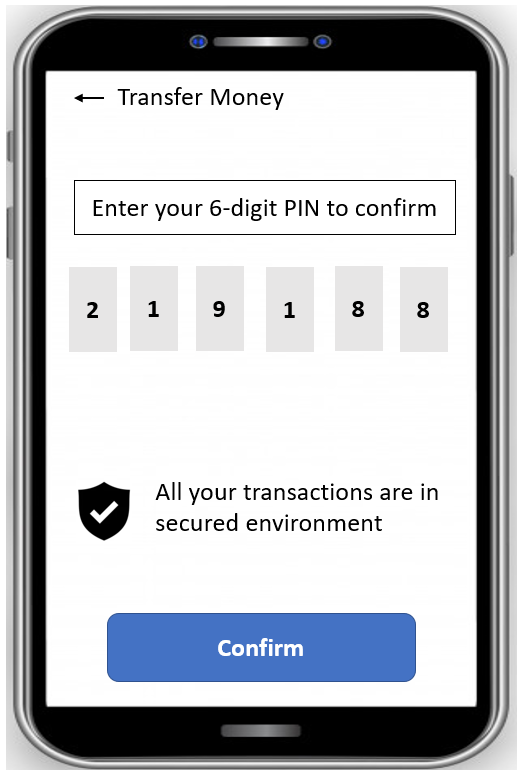 ← Transfer Money
Enter your 6-digit PIN to confirm
2 1 9 1 8 8
All your transactions are in
secured environment
Confirm